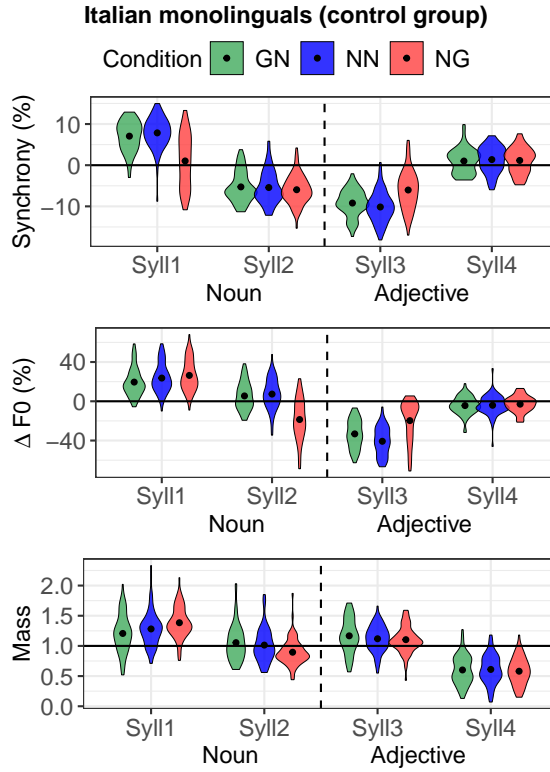 Italian monolinguals (control group)
Condition GN NN NG
Synchrony (%)
10
0
−10
Syll1 Syll2 Syll3 Syll4
Noun Adjective
Δ F0 (%)
40
0
−40
Syll1 Syll2 Syll3 Syll4
Noun Adjective
Mass
2.0
1.5
1.0
0.5
0.0
Syll1 Syll2 Syll3 Syll4
Noun Adjective